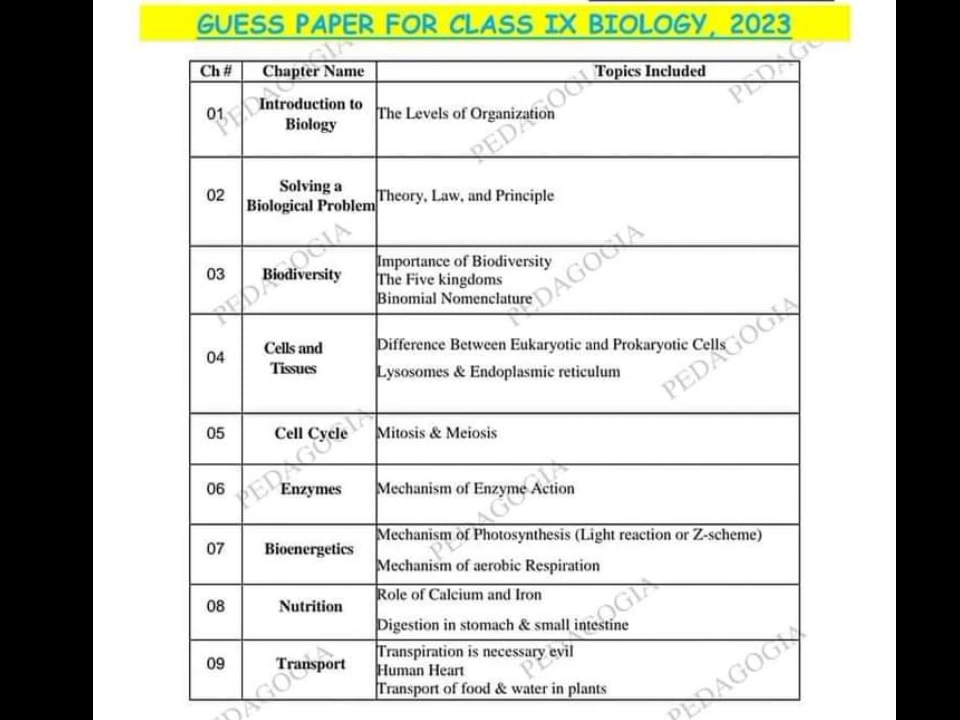 GUESS PAPER FOR CLASS IX BIOLOGY, 2023
Ch # Chapter Name Topics Included
01 Introduction to Biology The Levels of Organization
02 Solving a Biological Problem Theory, Law, and Principle
03 Biodiversity Importance of Biodiversity
The Five kingdoms
Binomial Nomenclature
04 Cells and Tissues Difference Between Eukaryotic and Prokaryotic Cells
Lysosomes & Endoplasmic reticulum
05 Cell Cycle Mitosis & Meiosis
06 Enzymes Mechanism of Enzyme Action
07 Bioenergetics Mechanism of Photosynthesis (Light reaction or Z-scheme)
Mechanism of aerobic Respiration
08 Nutrition Role of Calcium and Iron
Digestion in stomach & small intestine
09 Transport Transpiration is necessary evil
Human Heart
Transport of food & water in plants
PEDAGOGIA